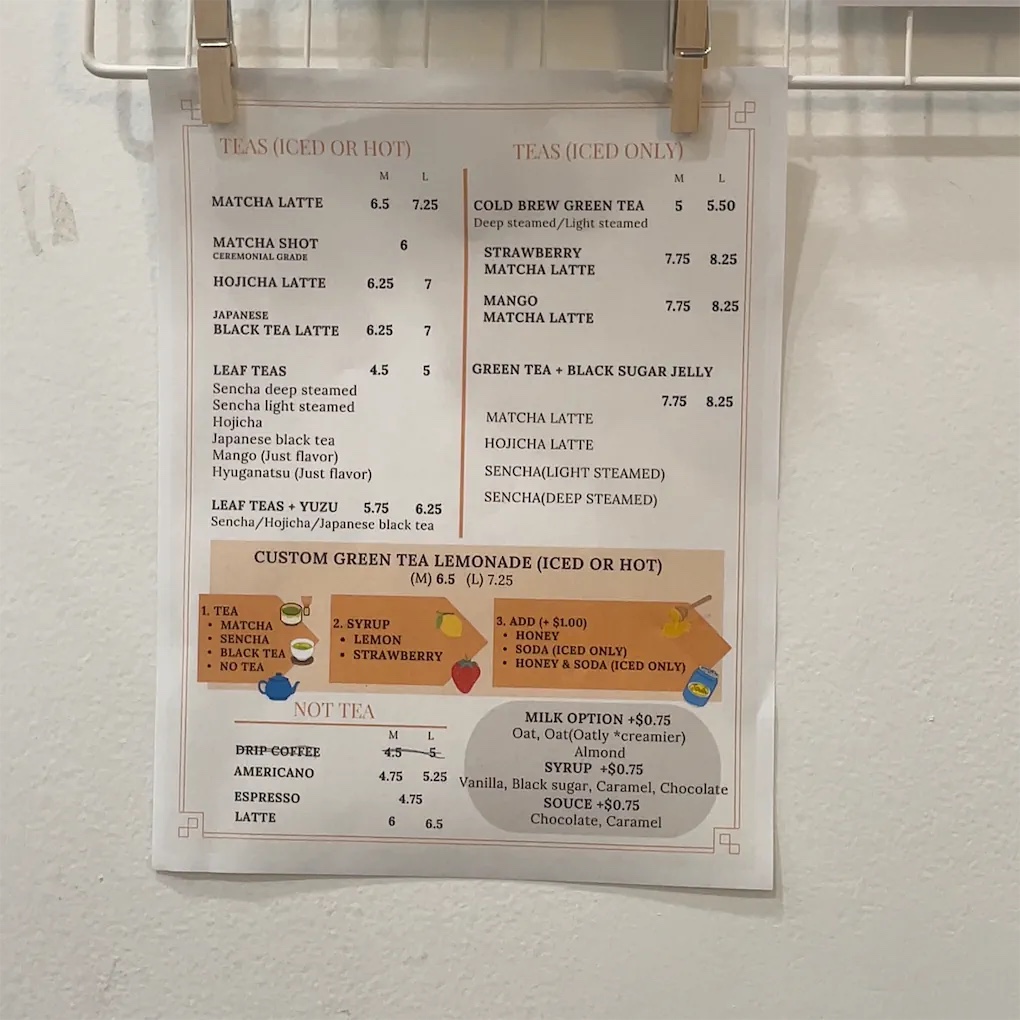 TEAS (ICED OR HOT)
M L
MATCHA LATTE 6.5 7.25
MATCHA SHOT 6
CEREMONIAL GRADE
HOJICHA LATTE 6.25 7
JAPANESE
BLACK TEA LATTE 6.25 7
LEAF TEAS 4.5 5
Sencha deep steamed
Sencha light steamed
Hojicha
Japanese black tea
Mango (Just flavor)
Hyuganatsu (Just flavor)
LEAF TEAS + YUZU 5.75 6.25
Sencha/Hojicha/Japanese black tea
TEAS (ICED ONLY)
M L
COLD BREW GREEN TEA 5 5.50
Deep steamed/Light steamed
STRAWBERRY
MATCHA LATTE 7.75 8.25
MANGO
MATCHA LATTE 7.75 8.25
GREEN TEA + BLACK SUGAR JELLY
7.75 8.25
MATCHA LATTE
HOJICHA LATTE
SENCHA(LIGHT STEAMED)
SENCHA(DEEP STEAMED)
CUSTOM GREEN TEA LEMONADE (ICED OR HOT)
(M) 6.5 (L) 7.25
1. TEA
• MATCHA
• SENCHA
• BLACK TEA
• NO TEA
2. SYRUP
• LEMON
• STRAWBERRY
3. ADD (+ $1.00)
• HONEY
• SODA (ICED ONLY)
• HONEY & SODA (ICED ONLY)
NOT TEA
M L
DRIP COFFEE 4.5 5
AMERICANO 4.75 5.25
ESPRESSO 4.75
LATTE 6 6.5
MILK OPTION +$0.75
Oat, Oat(Oatly *creamier)
Almond
SYRUP +$0.75
Vanilla, Black sugar, Caramel, Chocolate
SOUCE +$0.75
Chocolate, Caramel